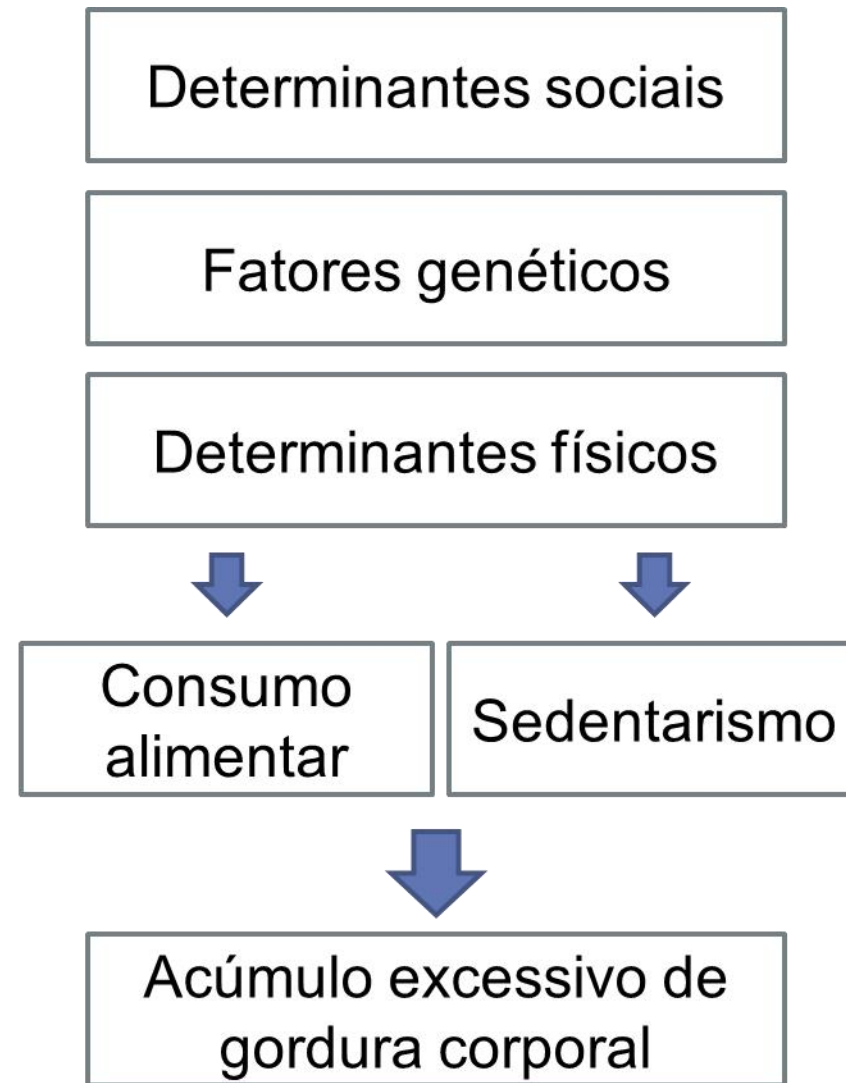 Determinantes sociais
Fatores genéticos
Determinantes físicos
Consumo
alimentar
Sedentarismo
Acúmulo excessivo de
gordura corporal